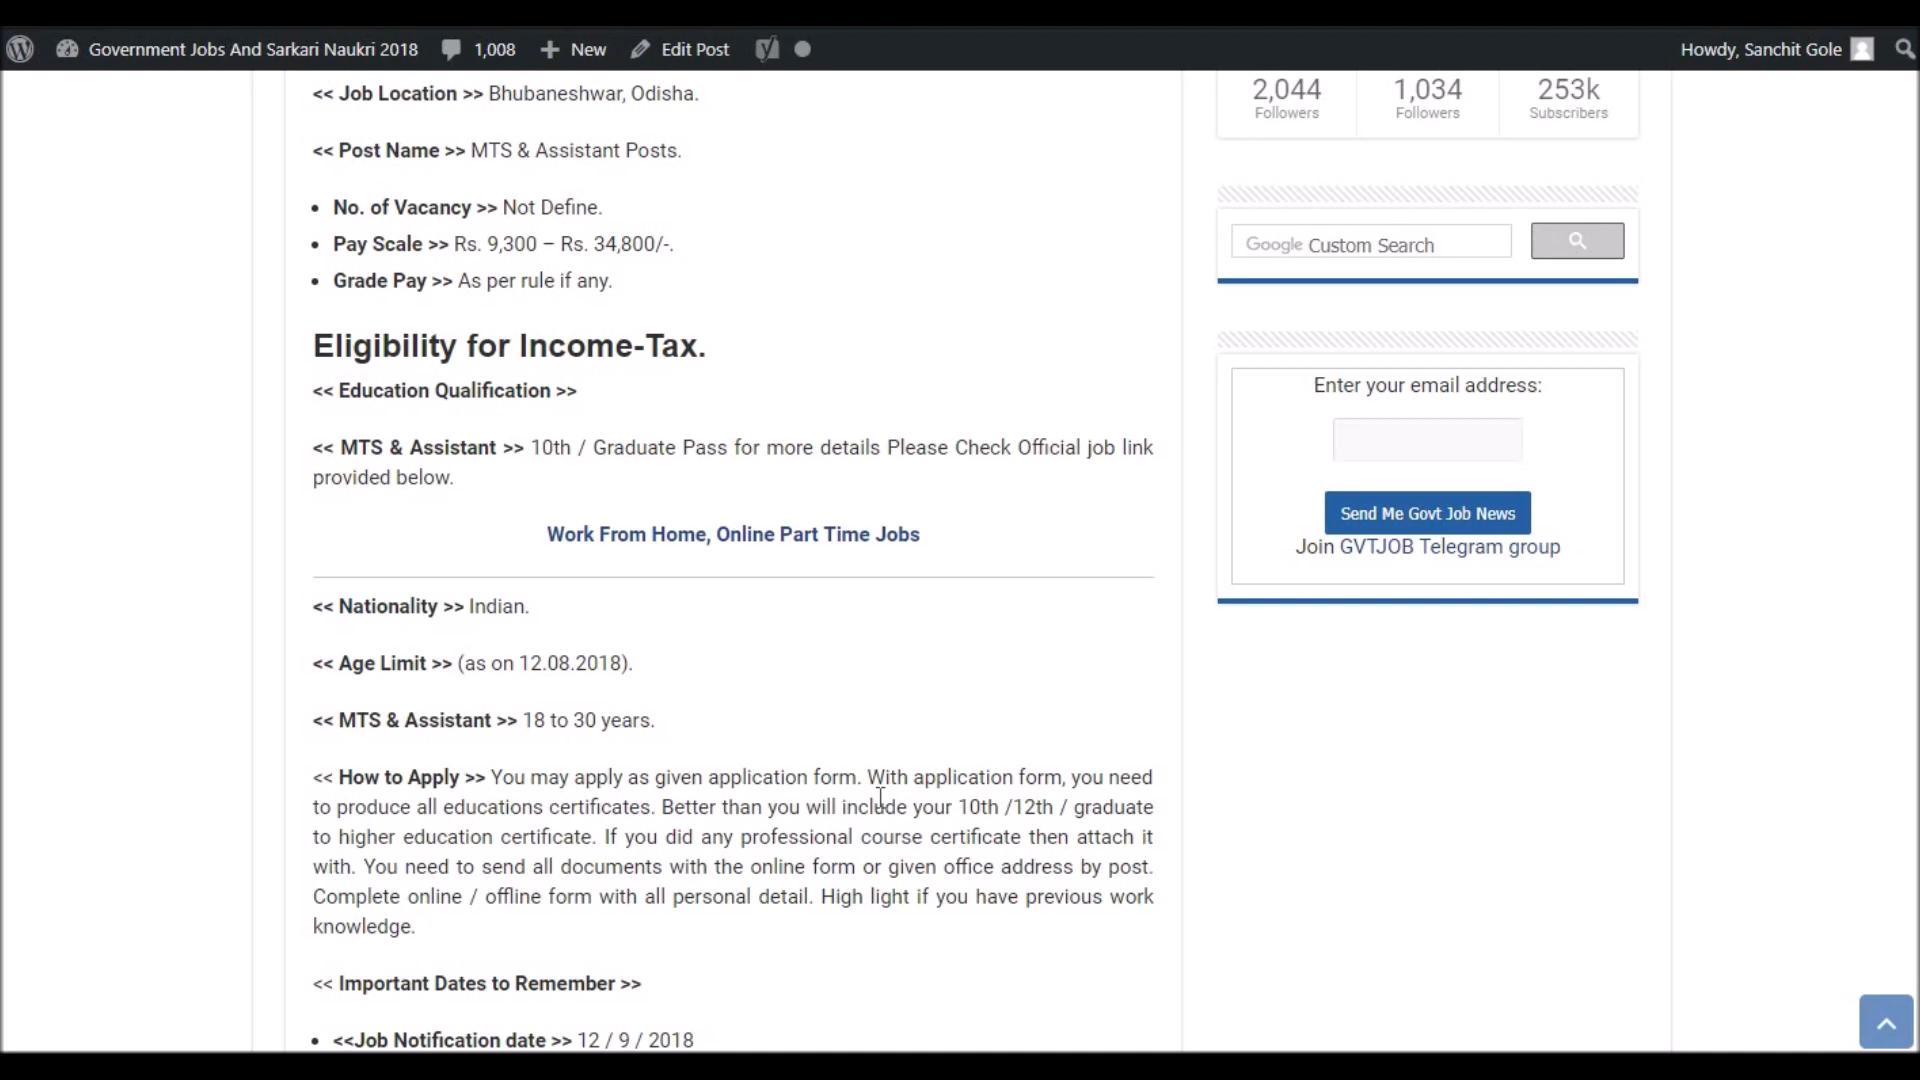 Government Jobs And Sarkari Naukri 2018 1,008 New Edit Post Howdy, Sanchit Gole
<< Job Location >> Bhubaneshwar, Odisha.
<< Post Name >> MTS & Assistant Posts.
• No. of Vacancy >> Not Define.
• Pay Scale >> Rs. 9,300 – Rs. 34,800/-.
• Grade Pay >> As per rule if any.
Eligibility for Income-Tax.
<< Education Qualification >>
<< MTS & Assistant >> 10th / Graduate Pass for more details Please Check Official job link
provided below.
Work From Home, Online Part Time Jobs
<< Nationality >> Indian.
<< Age Limit >> (as on 12.08.2018).
<< MTS & Assistant >> 18 to 30 years.
<< How to Apply >> You may apply as given application form. With application form, you need
to produce all educations certificates. Better than you will include your 10th /12th / graduate
to higher education certificate. If you did any professional course certificate then attach it
with. You need to send all documents with the online form or given office address by post.
Complete online / offline form with all personal detail. High light if you have previous work
knowledge.
<< Important Dates to Remember >>
• <<Job Notification date >> 12 / 9 / 2018
2,044 1,034 253k
Followers Followers Subscribers
Google Custom Search
Enter your email address:
Send Me Govt Job News
Join GVTJOB Telegram group